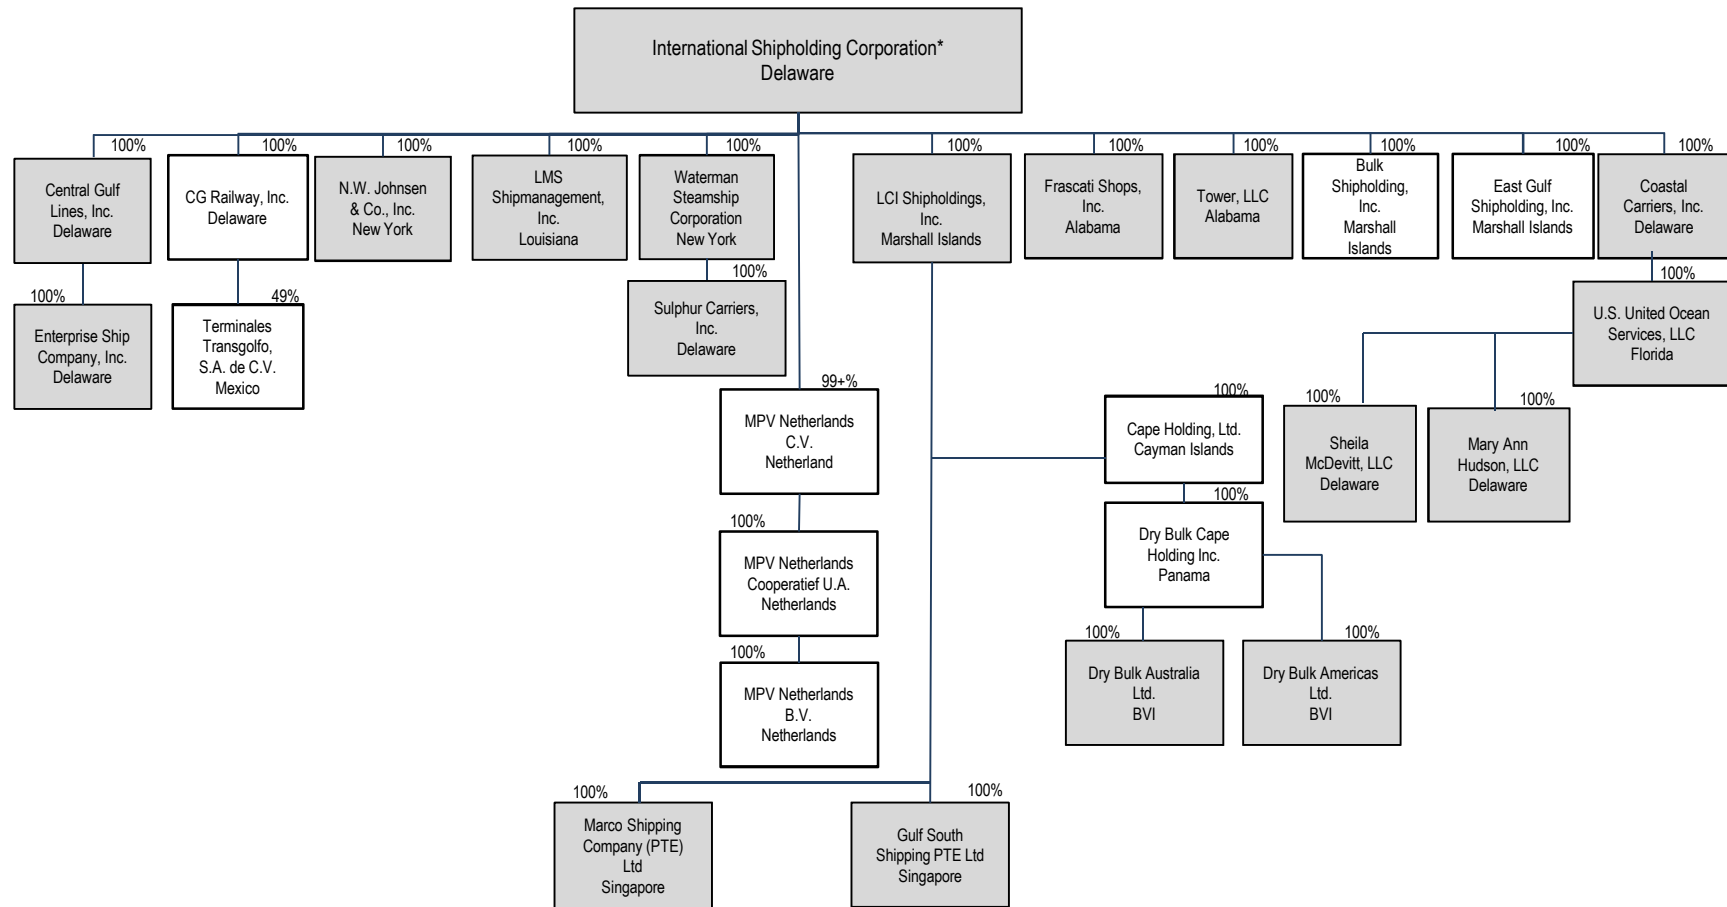 International Shipholding Corporation*
Delaware
100%
Central Gulf
Lines, Inc.
Delaware
100%
CG Railway, Inc.
Delaware
100%
N.W. Johnsen
& Co., Inc.
New York
100%
LMS
Shipmanagement,
Inc.
Louisiana
100%
Waterman
Steamship
Corporation
New York
100%
LCI Shipholdings,
Inc.
Marshall Islands
100%
Frascati Shops,
Inc.
Alabama
100%
Tower, LLC
Alabama
100%
Bulk
Shipholding,
Inc.
Marshall
Islands
100%
East Gulf
Shipholding, Inc.
Marshall Islands
100%
Coastal
Carriers, Inc.
Delaware
100%
Enterprise Ship
Company, Inc.
Delaware
49%
Terminales
Transgolfo,
S.A. de C.V.
Mexico
100%
Sulphur Carriers,
Inc.
Delaware
100%
U.S. United Ocean
Services, LLC
Florida
99+%
MPV Netherlands
C.V.
Netherland
100%
Cape Holding, Ltd.
Cayman Islands
100%
Sheila
McDevitt, LLC
Delaware
100%
Mary Ann
Hudson, LLC
Delaware
100%
MPV Netherlands
Cooperatief U.A.
Netherlands
100%
Dry Bulk Cape
Holding Inc.
Panama
100%
MPV Netherlands
B.V.
Netherlands
100%
Dry Bulk Australia
Ltd.
BVI
100%
Dry Bulk Americas
Ltd.
BVI
100%
Marco Shipping
Company (PTE)
Ltd
Singapore
100%
Gulf South
Shipping PTE Ltd
Singapore